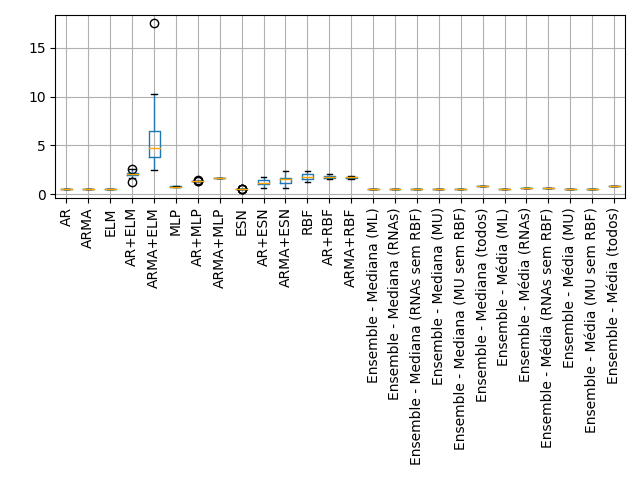 15
10
5
0
AR
ARMA
ELM
AR+ELM
ARMA+ELM
MLP
AR+MLP
ARMA+MLP
ESN
AR+ESN
ARMA+ESN
RBF
AR+RBF
ARMA+RBF
Ensemble - Mediana (ML)
Ensemble - Mediana (RNAs)
Ensemble - Mediana (RNAs sem RBF)
Ensemble - Mediana (MU)
Ensemble - Mediana (MU sem RBF)
Ensemble - Mediana (todos)
Ensemble - Média (ML)
Ensemble - Média (RNAs)
Ensemble - Média (RNAs sem RBF)
Ensemble - Média (MU)
Ensemble - Média (MU sem RBF)
Ensemble - Média (todos)